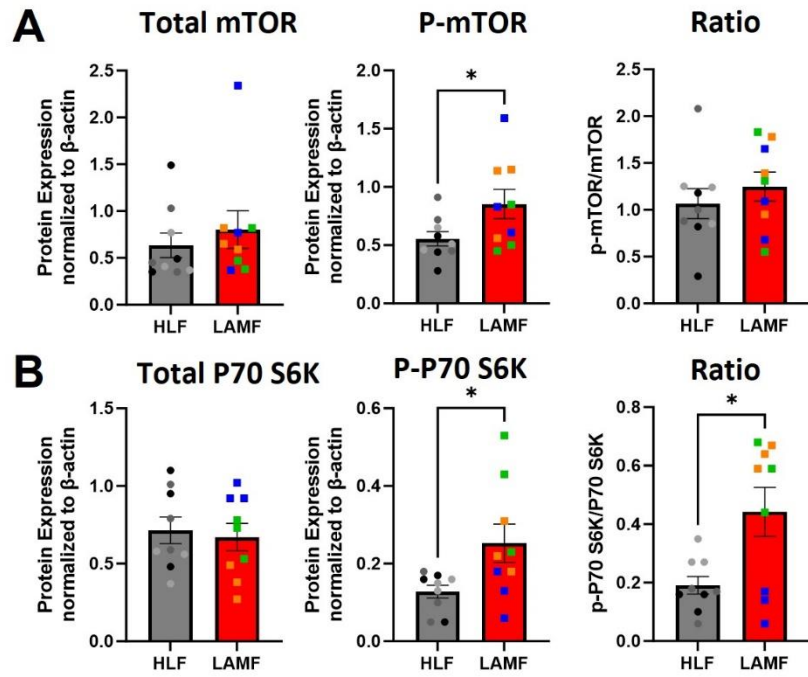 A
Total mTOR
P-mTOR
Ratio
Protein Expression
normalized to β-actin
2.5
2.0
1.5
1.0
0.5
0.0
HLF
LAMF
Protein Expression
normalized to β-actin
2.0
1.5
1.0
0.5
0.0
*
HLF
LAMF
p-mTOR/mTOR
2.5
2.0
1.5
1.0
0.5
0.0
HLF
LAMF
B
Total P70 S6K
P-P70 S6K
Ratio
Protein Expression
normalized to β-actin
1.5
1.0
0.5
0.0
HLF
LAMF
Protein Expression
normalized to β-actin
0.6
0.4
0.2
0.0
*
HLF
LAMF
p-P70 S6K/P70 S6K
0.8
0.6
0.4
0.2
0.0
*
HLF
LAMF